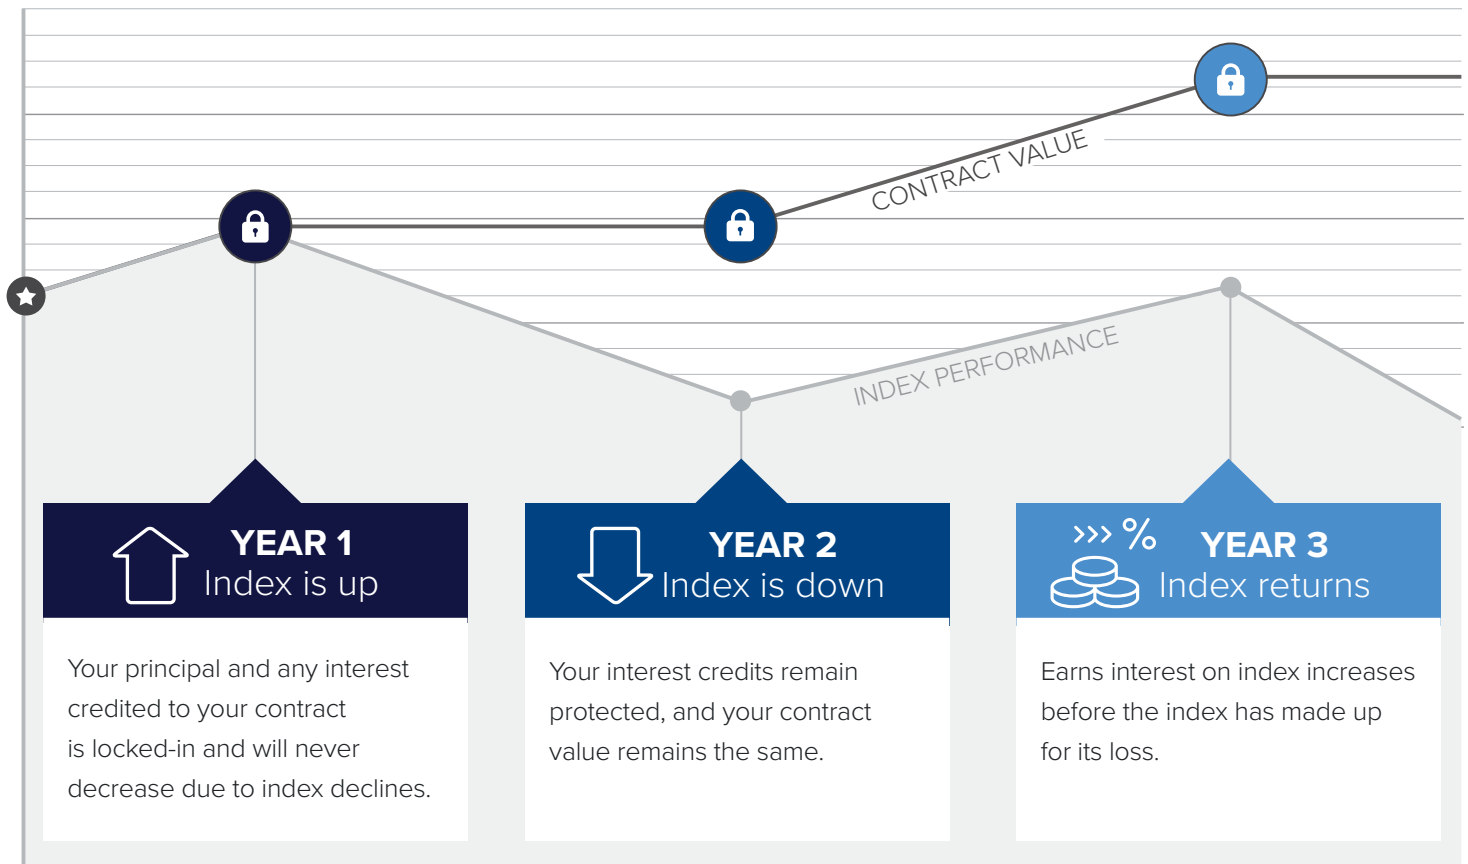 CONTRACT VALUE
INDEX PERFORMANCE
YEAR 1
Index is up
Your principal and any interest
credited to your contract
is locked-in and will never
decrease due to index declines.
YEAR 2
Index is down
Your interest credits remain
protected, and your contract
value remains the same.
>>> %
YEAR 3
Index returns
Earns interest on index increases
before the index has made up
for its loss.